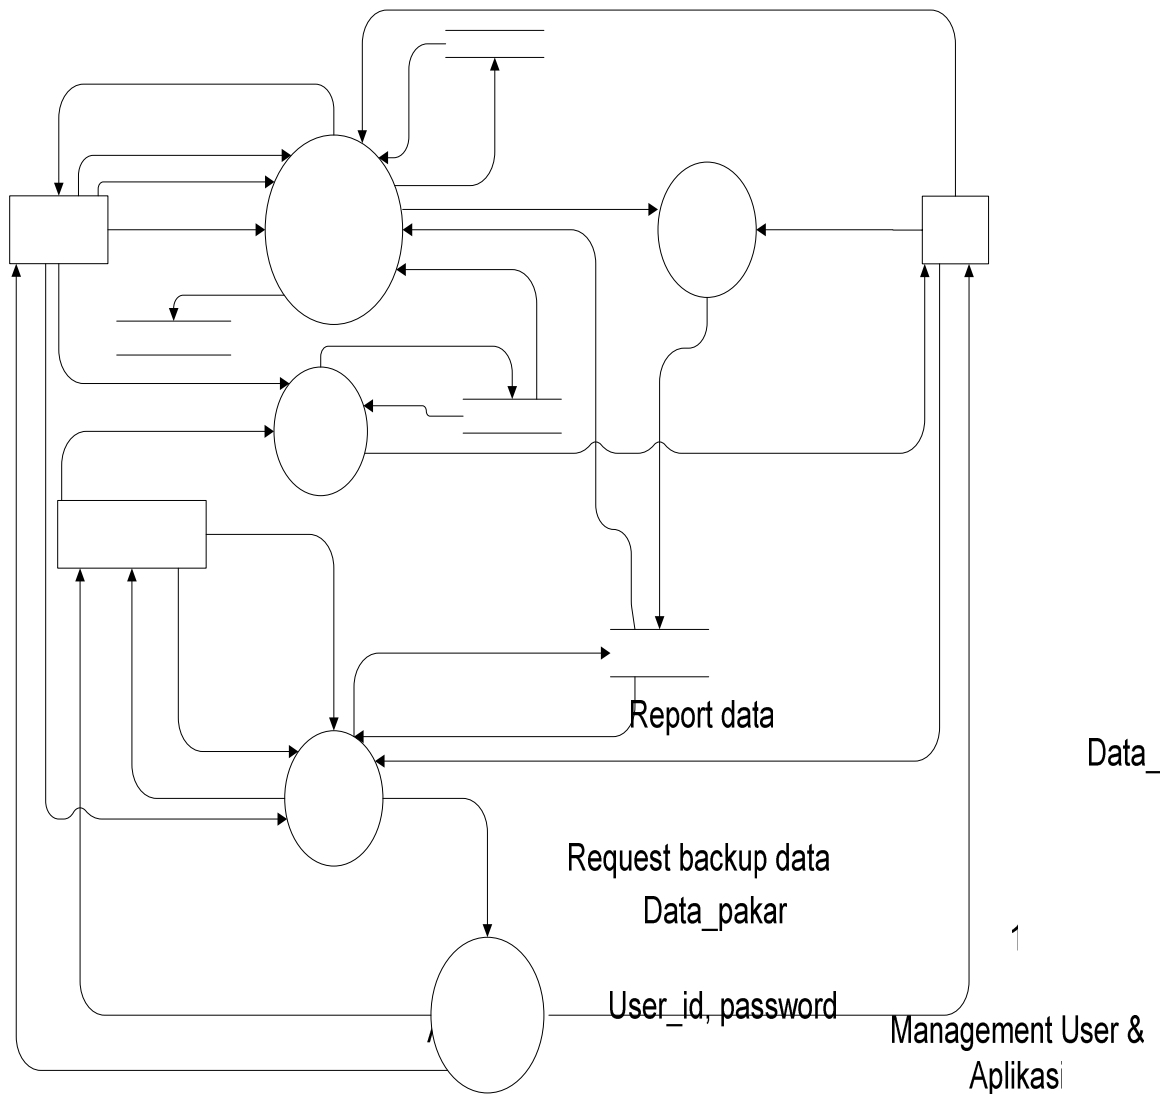 Report data
Data_
Request backup data
Data_pakar
1
User_id, password
Management User &
Aplikasi